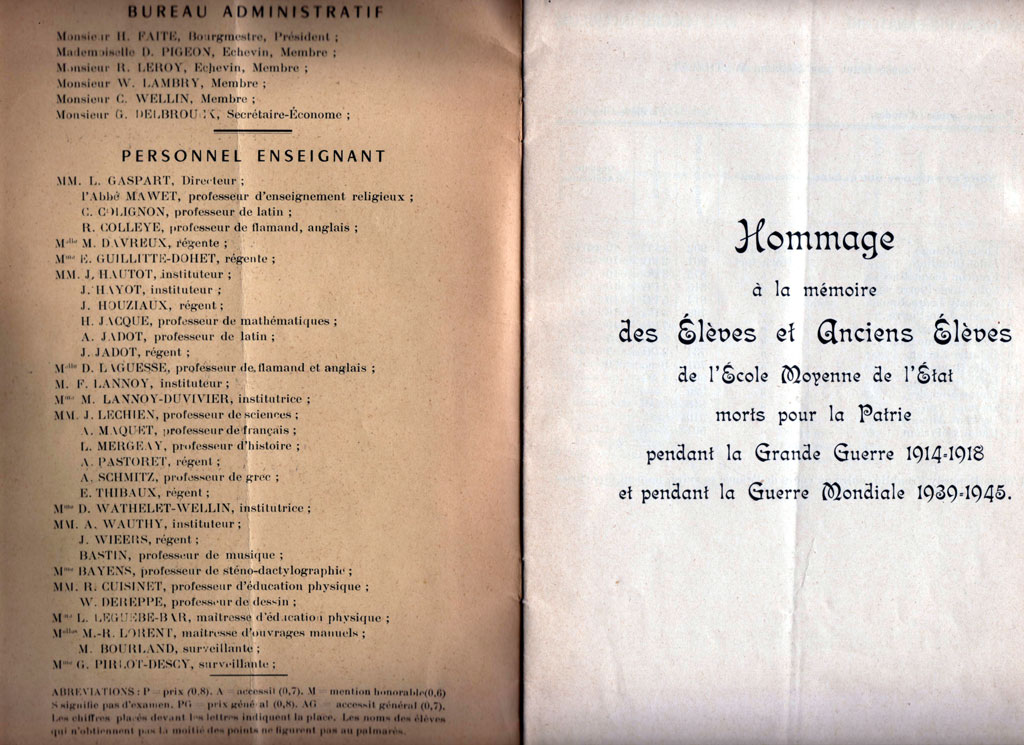 BUREAU ADMINISTRATIF
Monsieur H. FAITE, Bourgmestre, Président ;
Mademoiselle D. PIGEON, Echevin, Membre ;
Monsieur R. LEROY, Echevin, Membre ;
Monsieur W. LAMBRY, Membre ;
Monsieur C. WELLIN, Membre ;
Monsieur G. DELBROUCK, Secrétaire-Économe ;
PERSONNEL ENSEIGNANT
MM. L. GASPART, Directeur ;
l'Abbé MAWET, professeur d'enseignement religieux ;
C. COLIGNON, professeur de latin ;
R. COLLEYE, professeur de flamand, anglais ;
Melle M. DAVREUX, régente ;
Mme E. GUILLITTE-DOHET, régente ;
MM. J. HAUTOT, instituteur ;
J. HAYOT, instituteur ;
J. HOUZIAUX, régent ;
H. JACQUE, professeur de mathématiques ;
A. JADOT, professeur de latin ;
J. JADOT, régent ;
Melle D. LAGUESSE, professeur de flamand et anglais ;
M. F. LANNOY, instituteur ;
Mme M. LANNOY-DUVIVIER, institutrice ;
MM. J. LECHIEN, professeur de sciences ;
A. MAQUET, professeur de français ;
L. MERGEAY, professeur d'histoire ;
A. PASTORET, régent ;
A. SCHMITZ, professeur de grec ;
E. THIBAUX, régent ;
Mme D. WATHELET-WELLIN, institutrice ;
MM. A. WAUTHY, instituteur ;
J. WIEERS, régent ;
BASTIN, professeur de musique ;
Mme BAYENS, professeur de sténo-dactylographie ;
MM. R. CUISINET, professeur d'éducation physique ;
W. DEREPPE, professeur de dessin ;
Mme L. LEGUEBE-BAR, maîtresse d'éducation physique ;
Melles M.-R. LORENT, maîtresse d'ouvrages manuels ;
M. BOURLAND, surveillante ;
Mme G. PIRLOT-DESCY, surveillante ;
ABREVIATIONS : P = prix (0,8). A = accessit (0,7). M = mention honorable (0,6)
S signifie pas d'examen. PG = prix général (0,8). AG = accessit général (0,7).
Les chiffres placés devant les lettres indiquent la place. Les noms des élèves
qui n'obtiennent pas la moitié des points ne figurent pas au palmarès.
Hommage
à la mémoire
des Élèves et Anciens Élèves
de l'École Moyenne de l'État
morts pour la Patrie
pendant la Grande Guerre 1914-1918
et pendant la Guerre Mondiale 1939-1945.